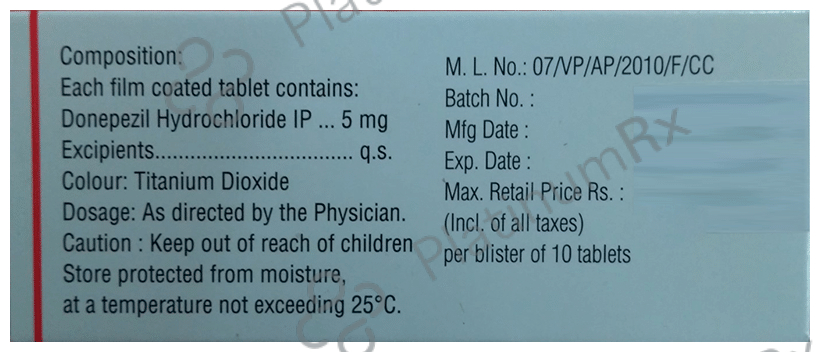 Composition:
Each film coated tablet contains:
Donepezil Hydrochloride IP ... 5 mg
Excipients.................................. q.s.
Colour: Titanium Dioxide
Dosage: As directed by the Physician.
Caution : Keep out of reach of children
Store protected from moisture,
at a temperature not exceeding 25°C.
M. L. No.: 07/VP/AP/2010/F/CC
Batch No. :
Mfg Date :
Exp. Date :
Max. Retail Price Rs. :
(Incl. of all taxes)
per blister of 10 tablets
PlatinumRx